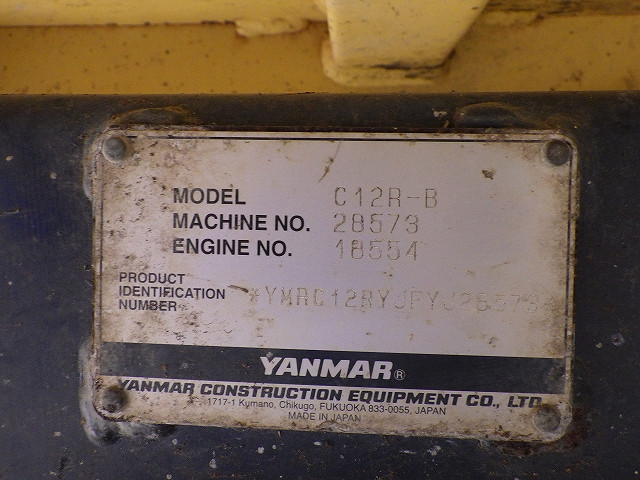 MODEL C12R-B
MACHINE NO. 28573
ENGINE NO. 18554
PRODUCT
IDENTIFICATION
NUMBER *YMRC12RYJPYJ28573*
YANMAR®
YANMAR CONSTRUCTION EQUIPMENT CO., LTD.
1717-1 Kumano, Chikugo, FUKUOKA 833-0055, JAPAN
MADE IN JAPAN